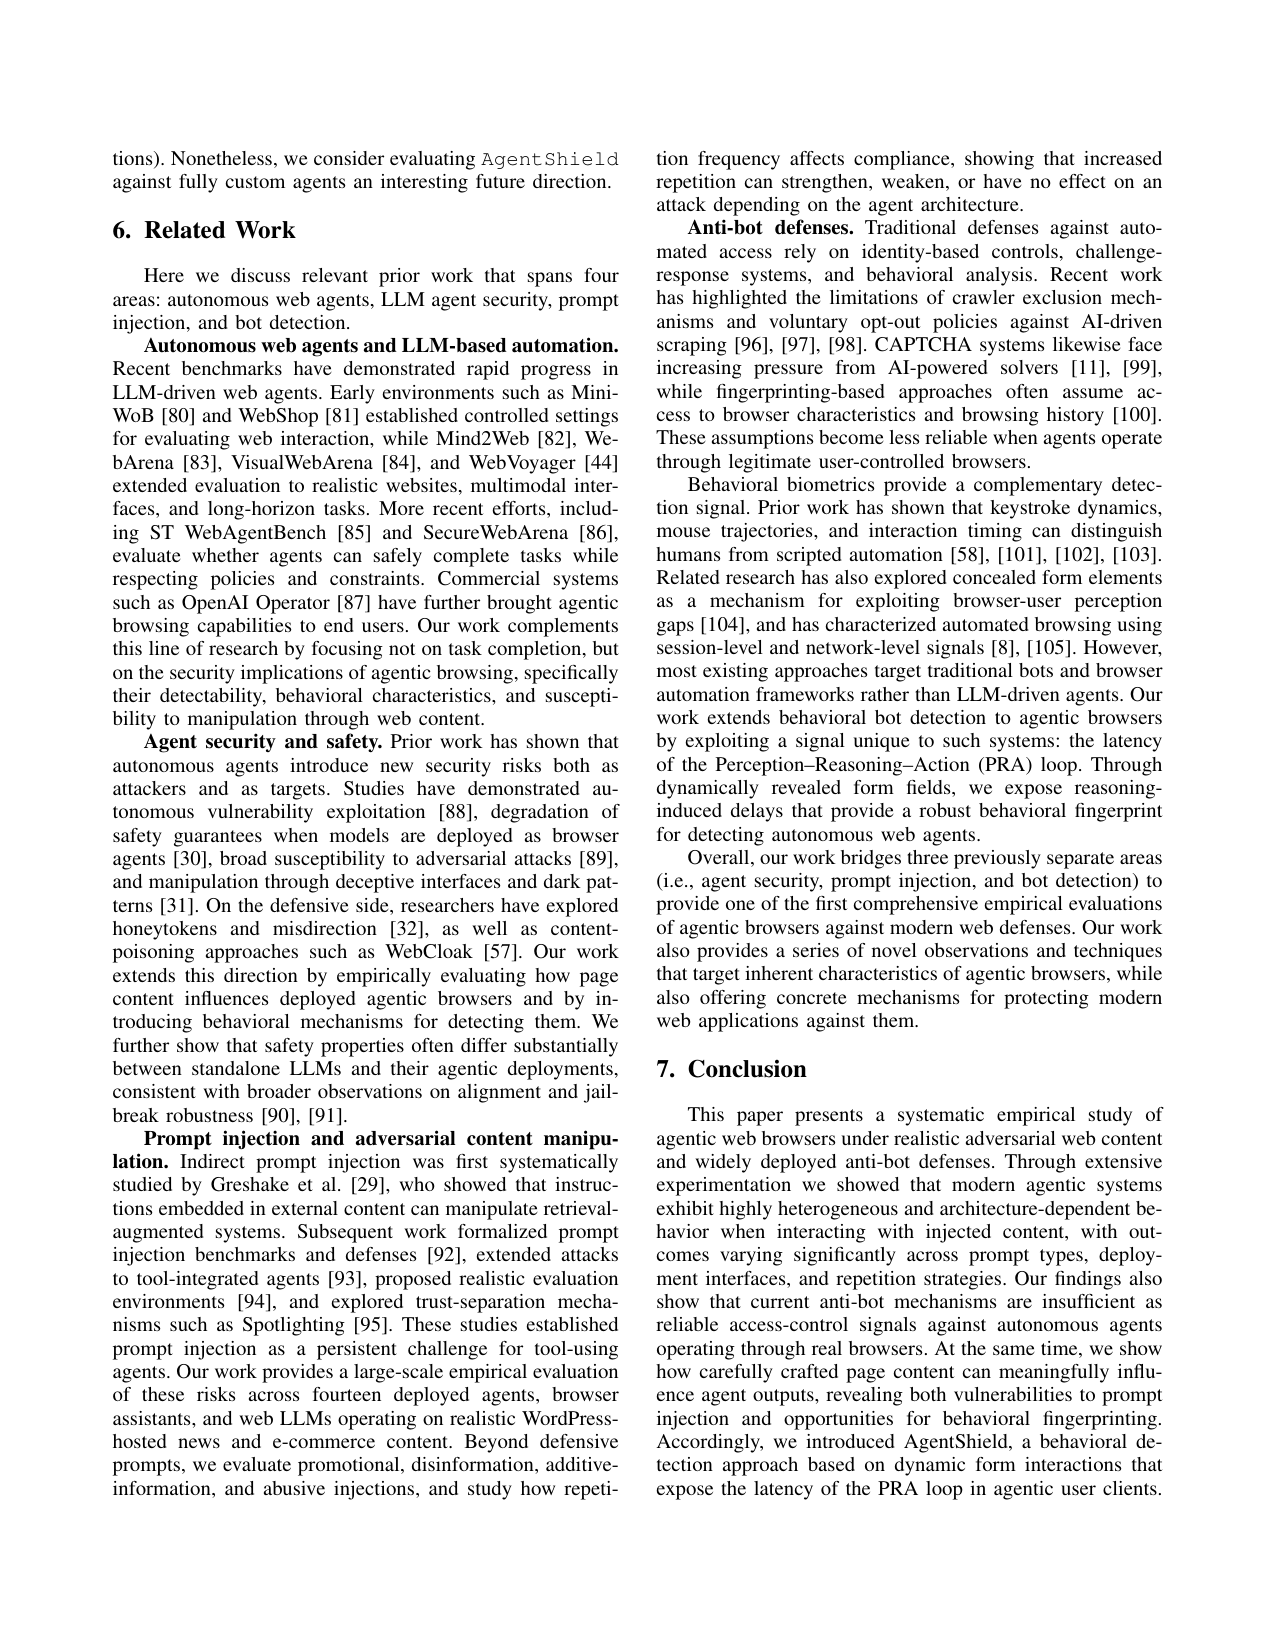 tions). Nonetheless, we consider evaluating AgentShield
against fully custom agents an interesting future direction.
6. Related Work
Here we discuss relevant prior work that spans four
areas: autonomous web agents, LLM agent security, prompt
injection, and bot detection.
Autonomous web agents and LLM-based automation.
Recent benchmarks have demonstrated rapid progress in
LLM-driven web agents. Early environments such as Mini-
WoB [80] and WebShop [81] established controlled settings
for evaluating web interaction, while Mind2Web [82], We-
bArena [83], VisualWebArena [84], and WebVoyager [44]
extended evaluation to realistic websites, multimodal inter-
faces, and long-horizon tasks. More recent efforts, includ-
ing ST WebAgentBench [85] and SecureWebArena [86],
evaluate whether agents can safely complete tasks while
respecting policies and constraints. Commercial systems
such as OpenAI Operator [87] have further brought agentic
browsing capabilities to end users. Our work complements
this line of research by focusing not on task completion, but
on the security implications of agentic browsing, specifically
their detectability, behavioral characteristics, and suscepti-
bility to manipulation through web content.
Agent security and safety. Prior work has shown that
autonomous agents introduce new security risks both as
attackers and as targets. Studies have demonstrated au-
tonomous vulnerability exploitation [88], degradation of
safety guarantees when models are deployed as browser
agents [30], broad susceptibility to adversarial attacks [89],
and manipulation through deceptive interfaces and dark pat-
terns [31]. On the defensive side, researchers have explored
honeytokens and misdirection [32], as well as content-
poisoning approaches such as WebCloak [57]. Our work
extends this direction by empirically evaluating how page
content influences deployed agentic browsers and by in-
troducing behavioral mechanisms for detecting them. We
further show that safety properties often differ substantially
between standalone LLMs and their agentic deployments,
consistent with broader observations on alignment and jail-
break robustness [90], [91].
Prompt injection and adversarial content manipu-
lation. Indirect prompt injection was first systematically
studied by Greshake et al. [29], who showed that instruc-
tions embedded in external content can manipulate retrieval-
augmented systems. Subsequent work formalized prompt
injection benchmarks and defenses [92], extended attacks
to tool-integrated agents [93], proposed realistic evaluation
environments [94], and explored trust-separation mecha-
nisms such as Spotlighting [95]. These studies established
prompt injection as a persistent challenge for tool-using
agents. Our work provides a large-scale empirical evaluation
of these risks across fourteen deployed agents, browser
assistants, and web LLMs operating on realistic WordPress-
hosted news and e-commerce content. Beyond defensive
prompts, we evaluate promotional, disinformation, additive-
information, and abusive injections, and study how repeti-
tion frequency affects compliance, showing that increased
repetition can strengthen, weaken, or have no effect on an
attack depending on the agent architecture.
Anti-bot defenses. Traditional defenses against auto-
mated access rely on identity-based controls, challenge-
response systems, and behavioral analysis. Recent work
has highlighted the limitations of crawler exclusion mech-
anisms and voluntary opt-out policies against AI-driven
scraping [96], [97], [98]. CAPTCHA systems likewise face
increasing pressure from AI-powered solvers [11], [99],
while fingerprinting-based approaches often assume ac-
cess to browser characteristics and browsing history [100].
These assumptions become less reliable when agents operate
through legitimate user-controlled browsers.
Behavioral biometrics provide a complementary detec-
tion signal. Prior work has shown that keystroke dynamics,
mouse trajectories, and interaction timing can distinguish
humans from scripted automation [58], [101], [102], [103].
Related research has also explored concealed form elements
as a mechanism for exploiting browser-user perception
gaps [104], and has characterized automated browsing using
session-level and network-level signals [8], [105]. However,
most existing approaches target traditional bots and browser
automation frameworks rather than LLM-driven agents. Our
work extends behavioral bot detection to agentic browsers
by exploiting a signal unique to such systems: the latency
of the Perception–Reasoning–Action (PRA) loop. Through
dynamically revealed form fields, we expose reasoning-
induced delays that provide a robust behavioral fingerprint
for detecting autonomous web agents.
Overall, our work bridges three previously separate areas
(i.e., agent security, prompt injection, and bot detection) to
provide one of the first comprehensive empirical evaluations
of agentic browsers against modern web defenses. Our work
also provides a series of novel observations and techniques
that target inherent characteristics of agentic browsers, while
also offering concrete mechanisms for protecting modern
web applications against them.
7. Conclusion
This paper presents a systematic empirical study of
agentic web browsers under realistic adversarial web content
and widely deployed anti-bot defenses. Through extensive
experimentation we showed that modern agentic systems
exhibit highly heterogeneous and architecture-dependent be-
havior when interacting with injected content, with out-
comes varying significantly across prompt types, deploy-
ment interfaces, and repetition strategies. Our findings also
show that current anti-bot mechanisms are insufficient as
reliable access-control signals against autonomous agents
operating through real browsers. At the same time, we show
how carefully crafted page content can meaningfully influ-
ence agent outputs, revealing both vulnerabilities to prompt
injection and opportunities for behavioral fingerprinting.
Accordingly, we introduced AgentShield, a behavioral de-
tection approach based on dynamic form interactions that
expose the latency of the PRA loop in agentic user clients.